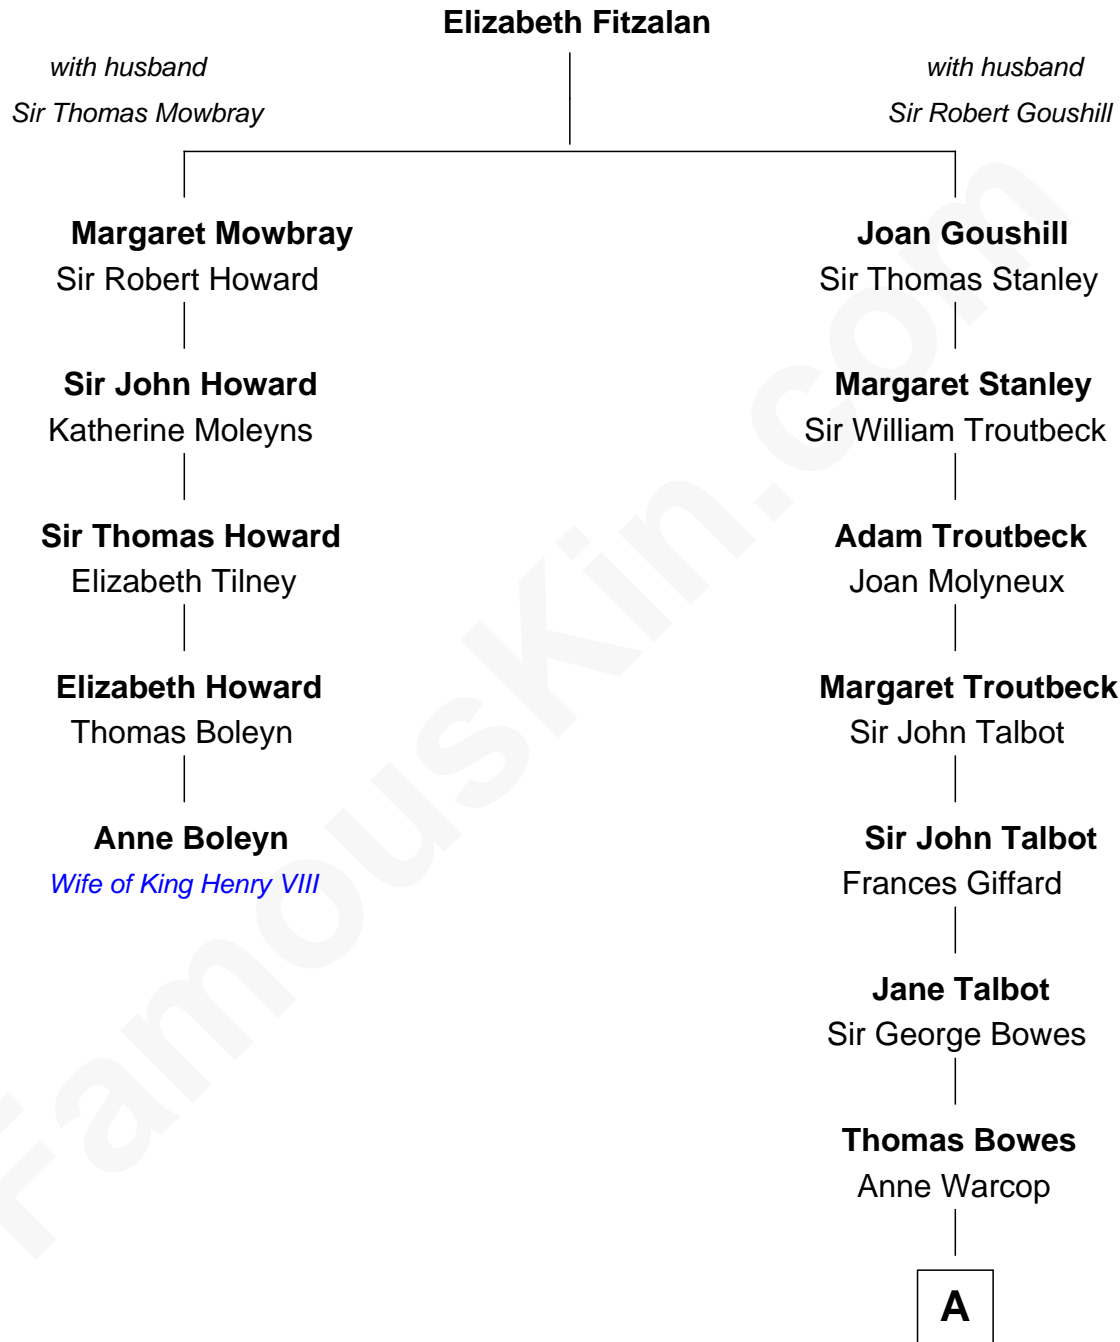 Elizabeth Fitzalan
with husband
Sir Thomas Mowbray
with husband
Sir Robert Goushill
Margaret Mowbray
Sir Robert Howard
Sir John Howard
Katherine Moleyns
Sir Thomas Howard
Elizabeth Tilney
Elizabeth Howard
Thomas Boleyn
Anne Boleyn
Wife of King Henry VIII
Joan Goushill
Sir Thomas Stanley
Margaret Stanley
Sir William Troutbeck
Adam Troutbeck
Joan Molyneux
Margaret Troutbeck
Sir John Talbot
Sir John Talbot
Frances Giffard
Jane Talbot
Sir George Bowes
Thomas Bowes
Anne Warcop
A
FamousKin.com